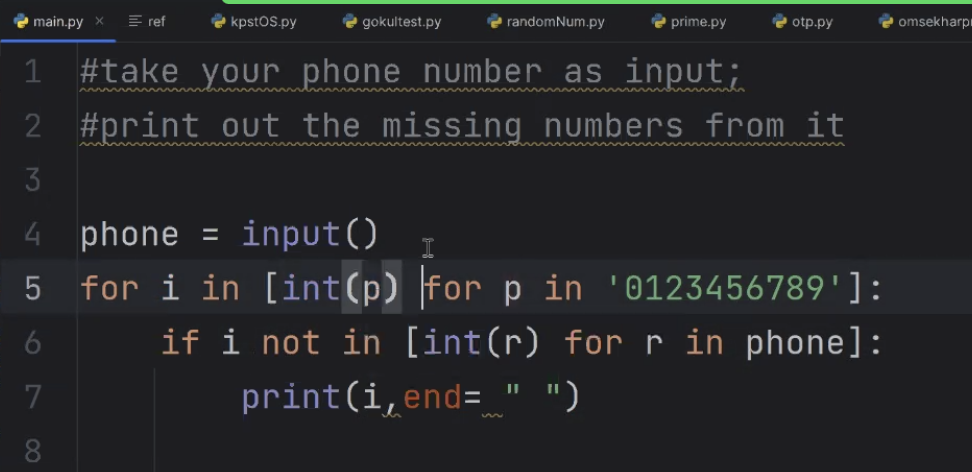 main.py ref kpstOS.py gokultest.py randomNum.py prime.py otp.py omsekharpr
1 #take your phone number as input;
2 #print out the missing numbers from it
3
4 phone = input()
5 for i in [int(p) for p in '0123456789']:
6 if i not in [int(r) for r in phone]:
7 print(i,end= " ")
8